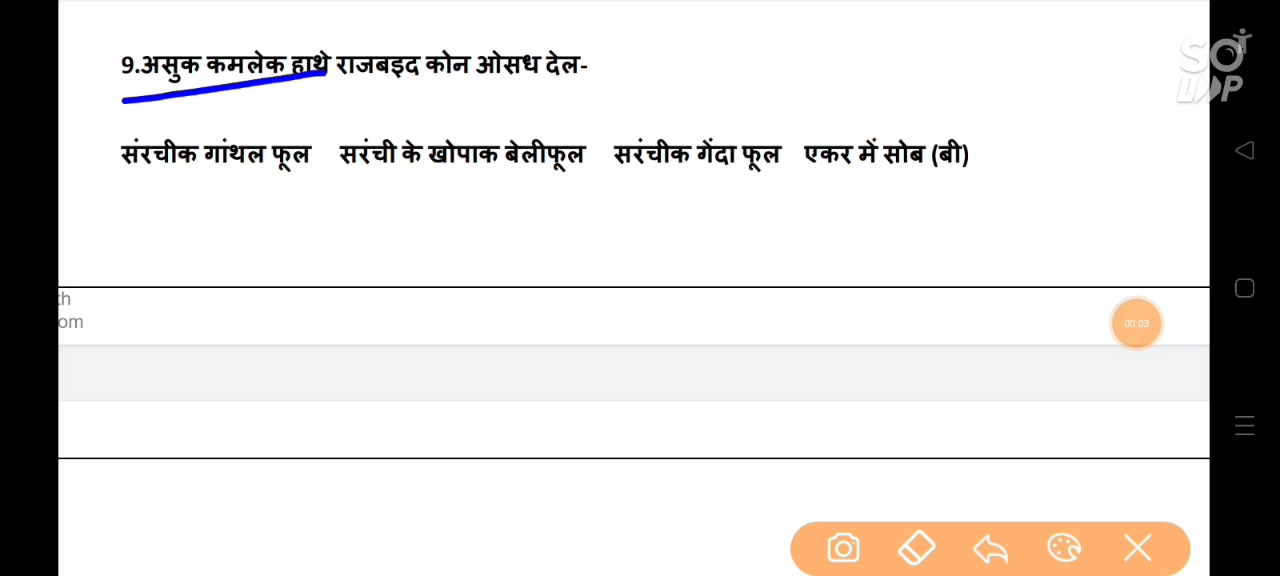 9.असुक कमलेक हाथे राजबइद कोन ओसध देल-
संरचीक गांथल फूल सरंची के खोपाक बेलीफूल सरंचीक गेंदा फूल एकर में सोब (बी)
th
om
00:03